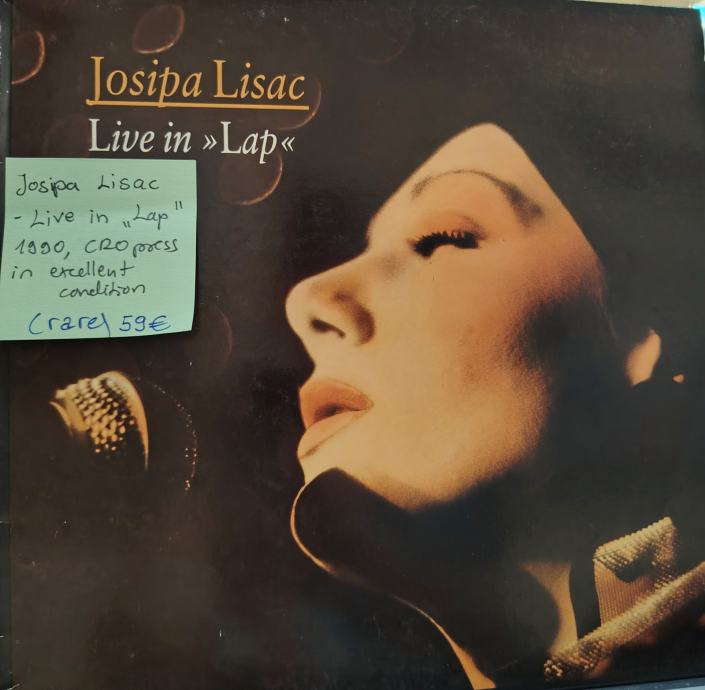 Josipa Lisac
Live in »Lap«
Josipa Lisac
- Live in „Lap"
1990, CRO press
in excellent
condition
(rare) 59€